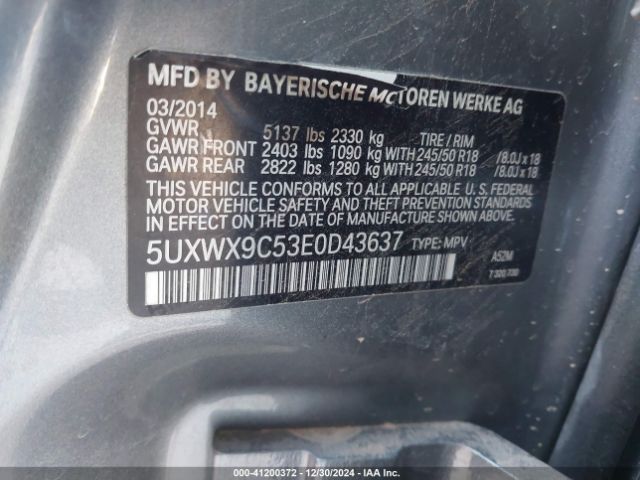 MFD BY BAYERISCHE MOTOREN WERKE AG
03/2014
GVWR 5137 lbs 2330 kg TIRE / RIM
GAWR FRONT 2403 lbs 1090 kg WITH 245/50 R18 /8.0J x 18
GAWR REAR 2822 lbs 1280 kg WITH 245/50 R18 /8.0J x 18
THIS VEHICLE CONFORMS TO ALL APPLICABLE U. S. FEDERAL
MOTOR VEHICLE SAFETY AND THEFT PREVENTION STANDARDS
IN EFFECT ON THE DATE OF MANUFACTURE SHOWN ABOVE.
5UXWX9C53E0D43637 TYPE: MPV
A52M
7 320 730
000-41200372 • 12/30/2024 • IAA Inc.